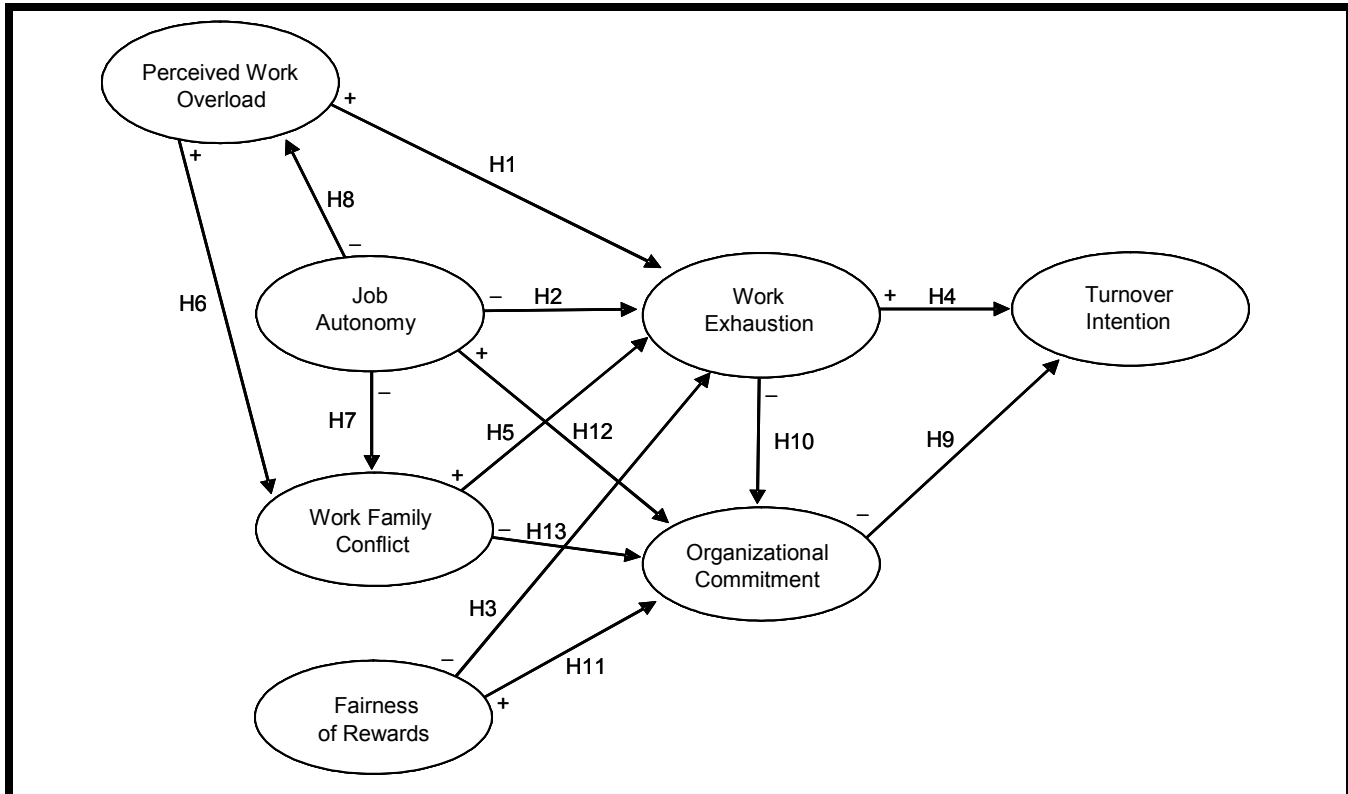 Perceived Work
Overload
+
+
H1
H8
–
H6
Job
Autonomy
–
H2
+
–
H7
Work
Exhaustion
+
H4
Turnover
Intention
H5
H12
–
H10
H9
+
Work Family
Conflict
–
H13
–
Organizational
Commitment
H3
–
H11
+
Fairness
of Rewards